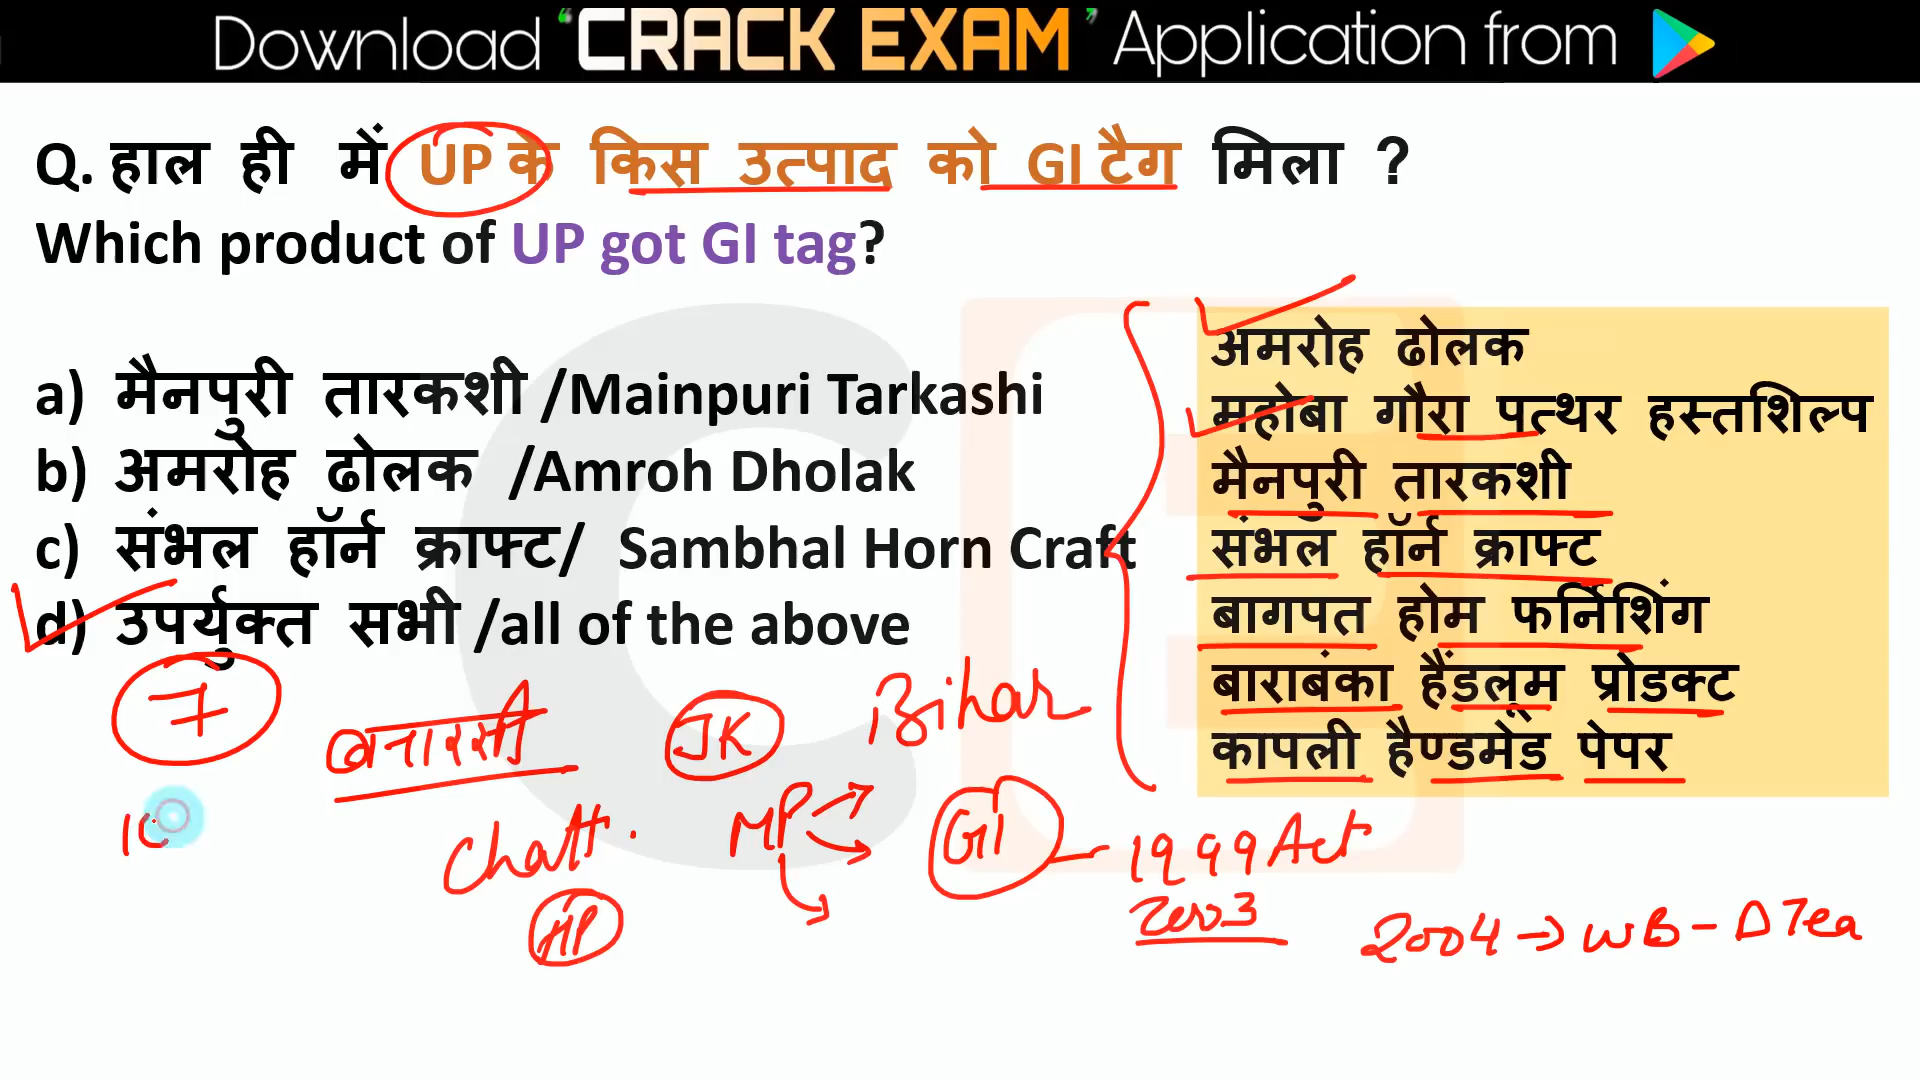 Download "CRACK EXAM" Application from
Q. हाल ही में UP के किस उत्पाद को GI टैग मिला ?
Which product of UP got GI tag?
a) मैनपुरी तारकशी /Mainpuri Tarkashi
b) अमरोह ढोलक /Amroh Dholak
c) संभल हॉर्न क्राफ्ट/ Sambhal Horn Craft
d) उपर्युक्त सभी /all of the above
अमरोह ढोलक
महोबा गौरा पत्थर हस्तशिल्प
मैनपुरी तारकशी
संभल हॉर्न क्राफ्ट
बागपत होम फर्निशिंग
बाराबंका हैंडलूम प्रोडक्ट
कापली हैण्डमेड पेपर
7
बनारसी
JK
Bihar
Chatt.
MP
GI - 1999 Act
HP
2003
2004 → WB - D Tea